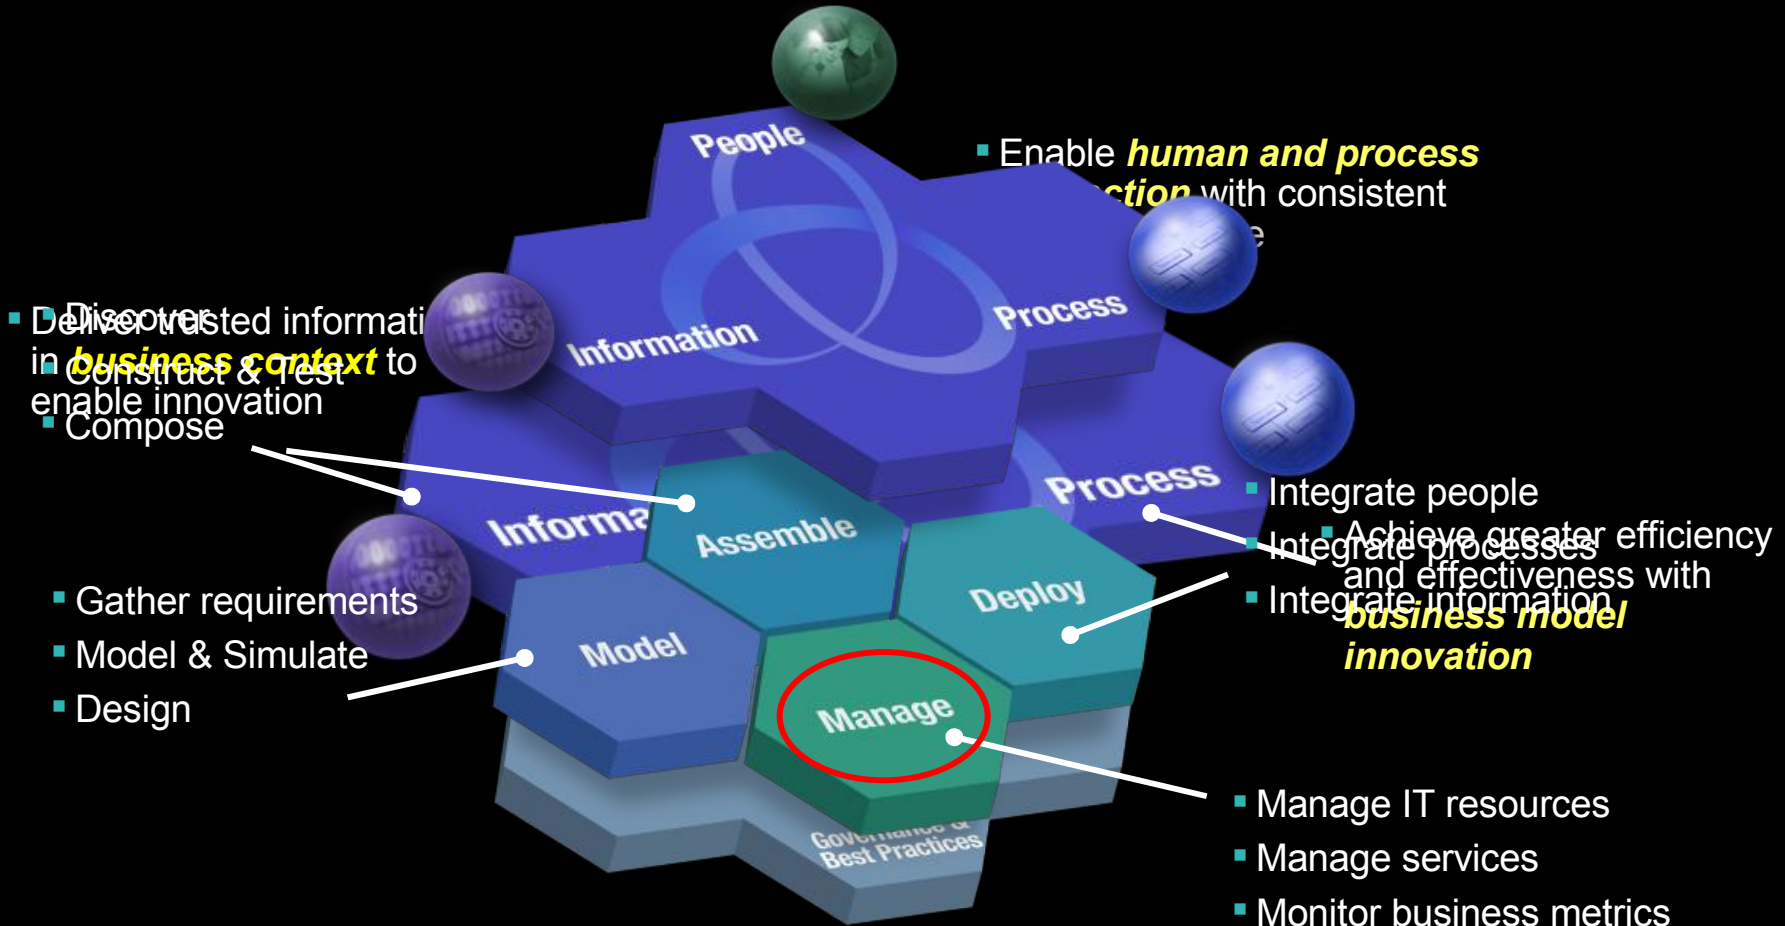 People
Enable human and process
with consistent
Process
Information
Deliver trusted informati
in business context to
enable innovation
Discover
Construct & Test
Compose
Process
Informa
Assemble
Deploy
Model
Manage
Integrate people
Integrate processes
Integrate information
Achieve greater efficiency
and effectiveness with
business model
innovation
Gather requirements
Model & Simulate
Design
Manage IT resources
Manage services
Monitor business metrics
Governance &
Best Practices